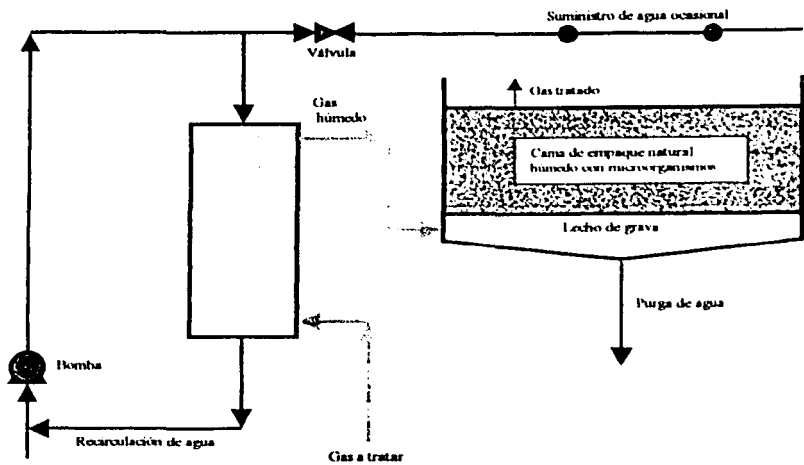 Suministro de agua ocasional
Válvula
Gas
húmedo
Gas tratado
Cama de empaque natural
húmedo con microorganismos
Lecho de grava
Purga de agua
Bomba
Recirculación de agua
Gas a tratar